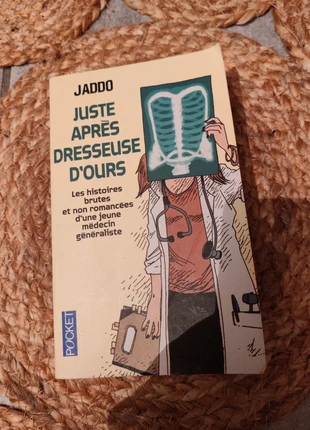 JADDO
JUSTE
APRÈS
DRESSEUSE
D'OURS
Les histoires
brutes
et non romancées
d'une jeune
médecin
généraliste
POCKET